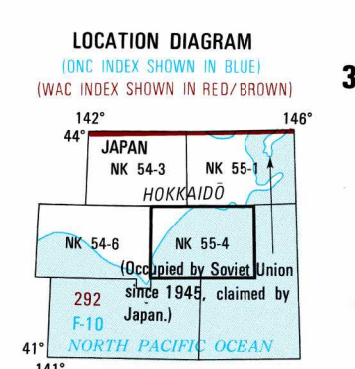 LOCATION DIAGRAM
(ONC INDEX SHOWN IN BLUE)
(WAC INDEX SHOWN IN RED/BROWN)
3
142° 146°
44°
JAPAN
NK 54-3 NK 55-1
HOKKAIDŌ
NK 54-6 NK 55-4
(Occupied by Soviet Union
since 1945, claimed by
Japan.)
292
F-10
NORTH PACIFIC OCEAN
41°
141°